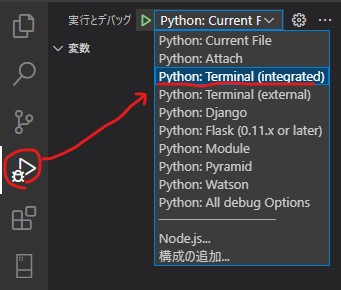 実行とデバッグ
Python: Current F
変数
Python: Current File
Python: Attach
Python: Terminal (integrated)
Python: Terminal (external)
Python: Django
Python: Flask (0.11.x or later)
Python: Module
Python: Pyramid
Python: Watson
Python: All debug Options
Node.js...
構成の追加...